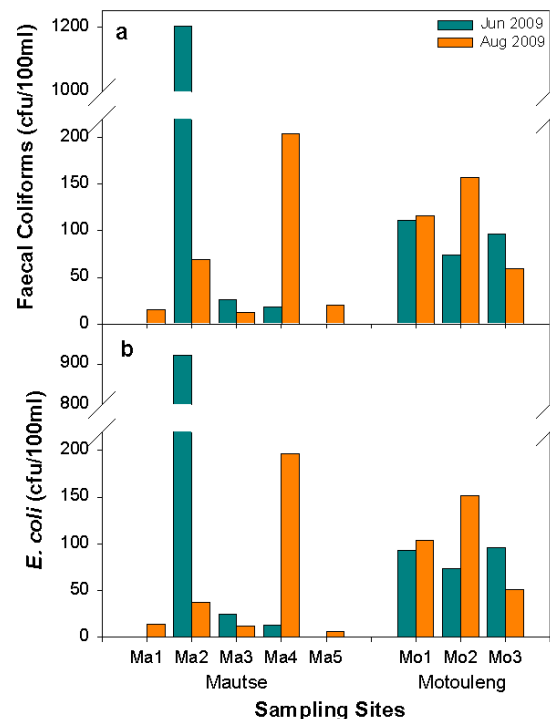 a
Jun 2009
Aug 2009
Faecal Coliforms (cfu/100ml)
1200
1000
200
150
100
50
0
b
E. coli (cfu/100ml)
900
800
200
150
100
50
0
Ma1 Ma2 Ma3 Ma4 Ma5 Mo1 Mo2 Mo3
Mautse Motouleng
Sampling Sites